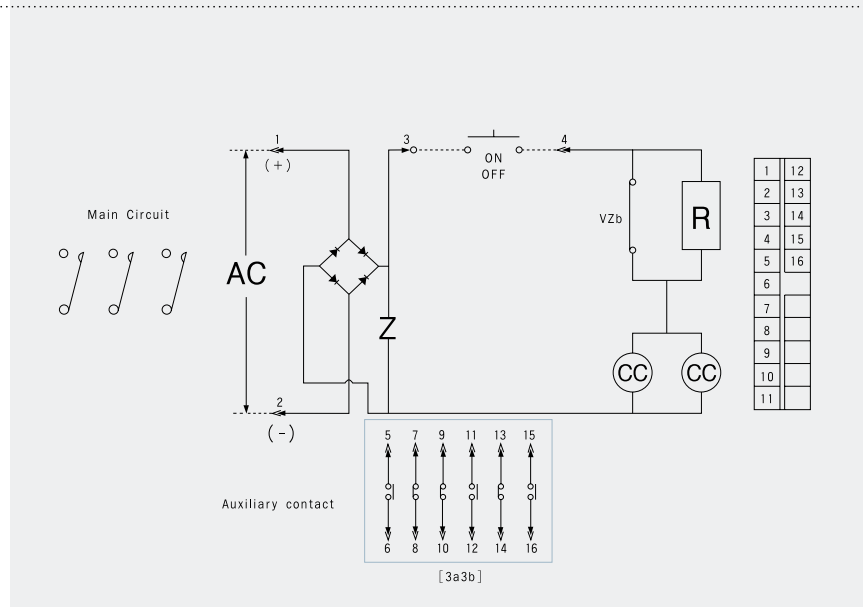 1
(+)
3
4
ON
OFF
Main Circuit
AC
VZb
R
Z
CC CC
2
(-)
1 12
2 13
3 14
4 15
5 16
6
7
8
9
10
11
5 7 9 11 13 15
Auxiliary contact
6 8 10 12 14 16
[3a3b]